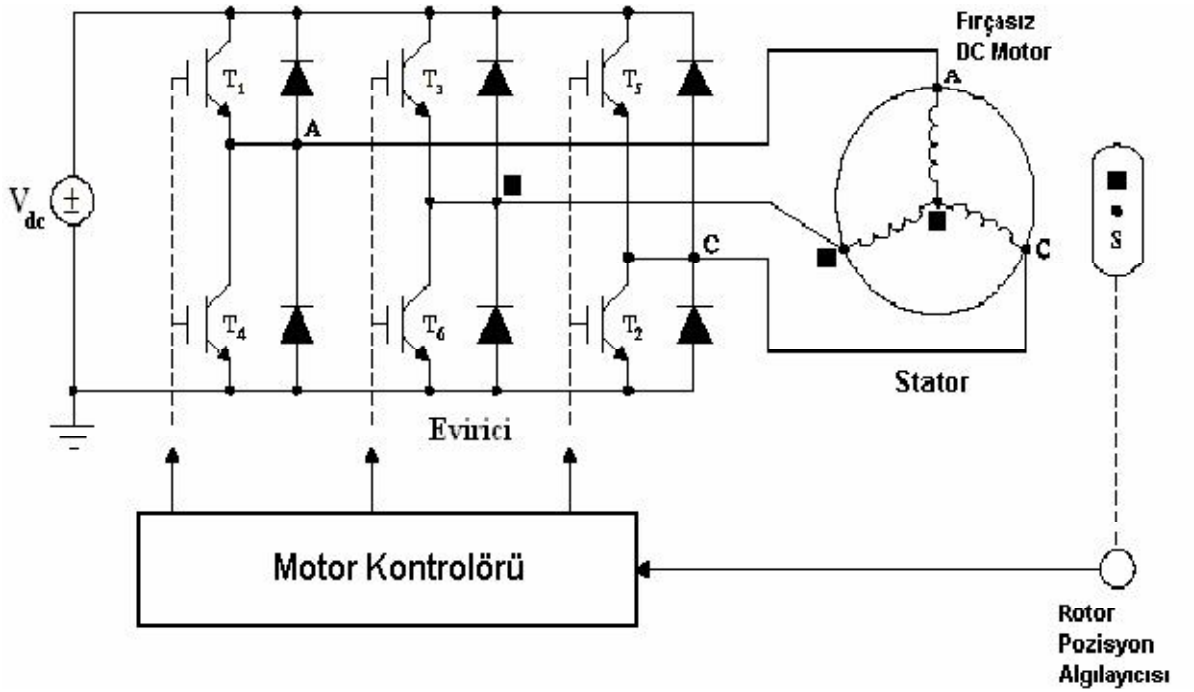 Fırçasız
DC Motor
A
T1
T3
T5
A
Vdc
±
S
C
C
T4
T6
T2
Stator
Evirici
Motor Kontrolörü
Rotor
Pozisyon
Algılayıcısı